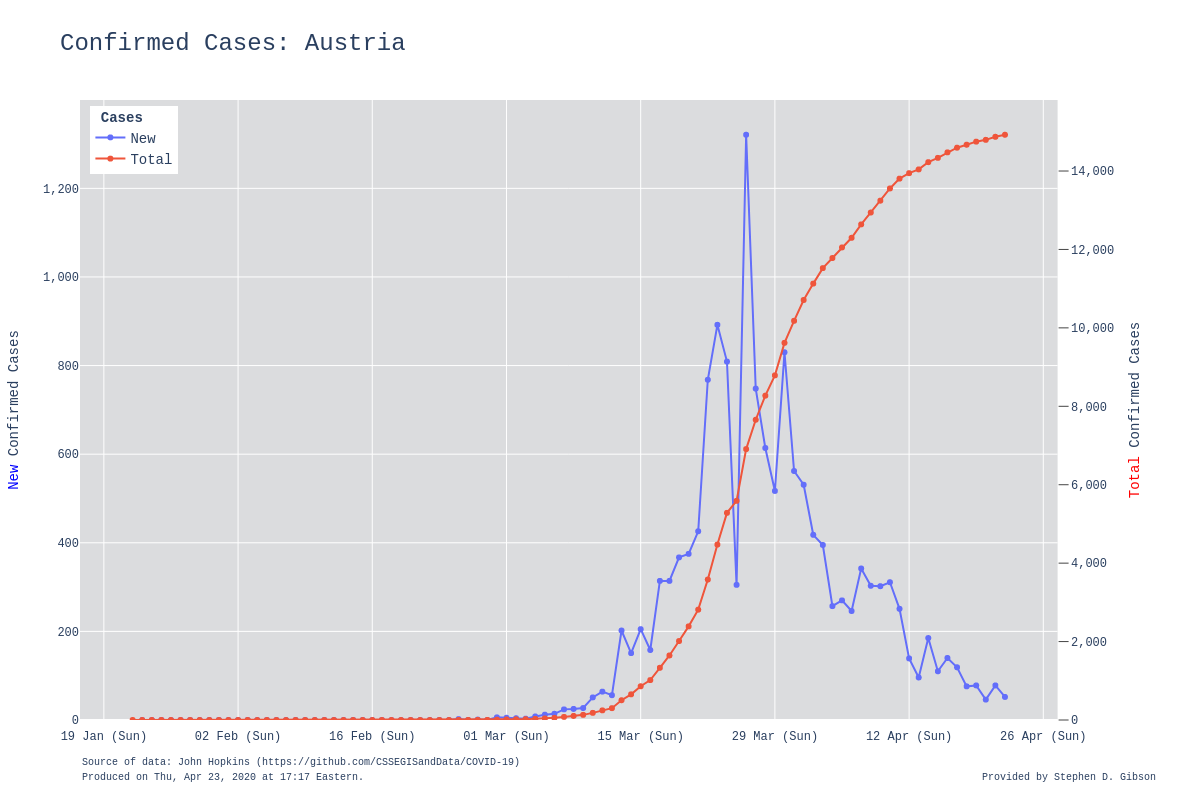 Confirmed Cases: Austria
Cases
New
Total
1,200
1,000
800
600
400
200
0
New Confirmed Cases
14,000
12,000
10,000
8,000
6,000
4,000
2,000
0
Total Confirmed Cases
19 Jan (Sun) 02 Feb (Sun) 16 Feb (Sun) 01 Mar (Sun) 15 Mar (Sun) 29 Mar (Sun) 12 Apr (Sun) 26 Apr (Sun)
Source of data: John Hopkins (https://github.com/CSSEGISandData/COVID-19)
Produced on Thu, Apr 23, 2020 at 17:17 Eastern.
Provided by Stephen D. Gibson